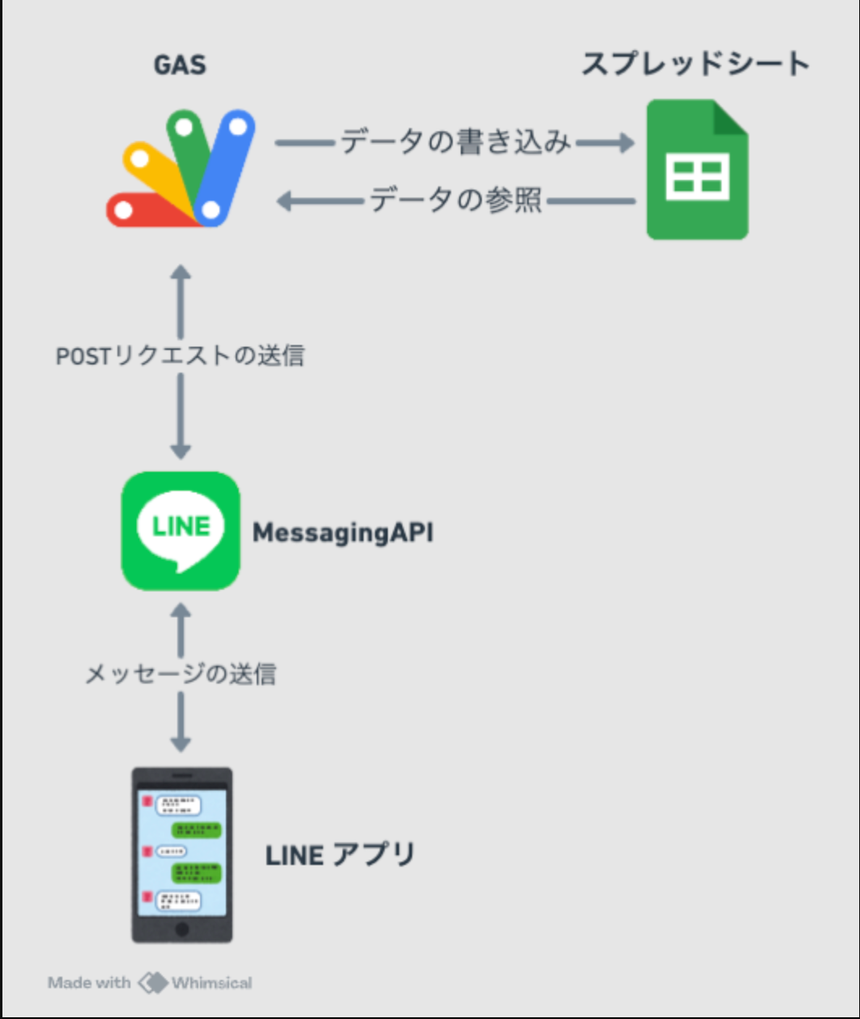 GAS
スプレッドシート
データの書き込み
データの参照
POSTリクエストの送信
LINE
MessagingAPI
メッセージの送信
LINE アプリ
Made with Whimsical